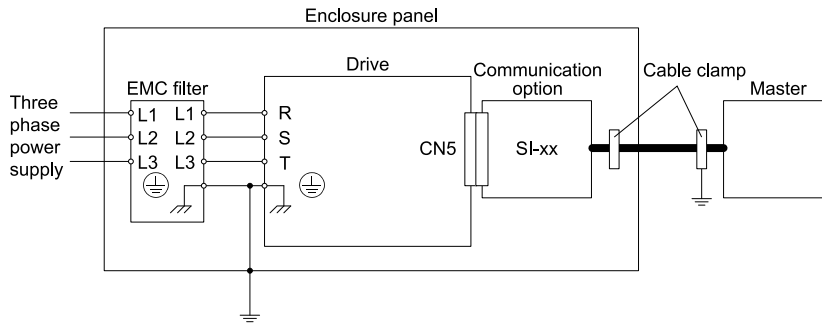 Enclosure panel
Drive
Communication
option
Cable clamp
Master
EMC filter
Three
phase
power
supply
L1 L1 R
L2 L2 S
L3 L3 T
CN5
SI-xx